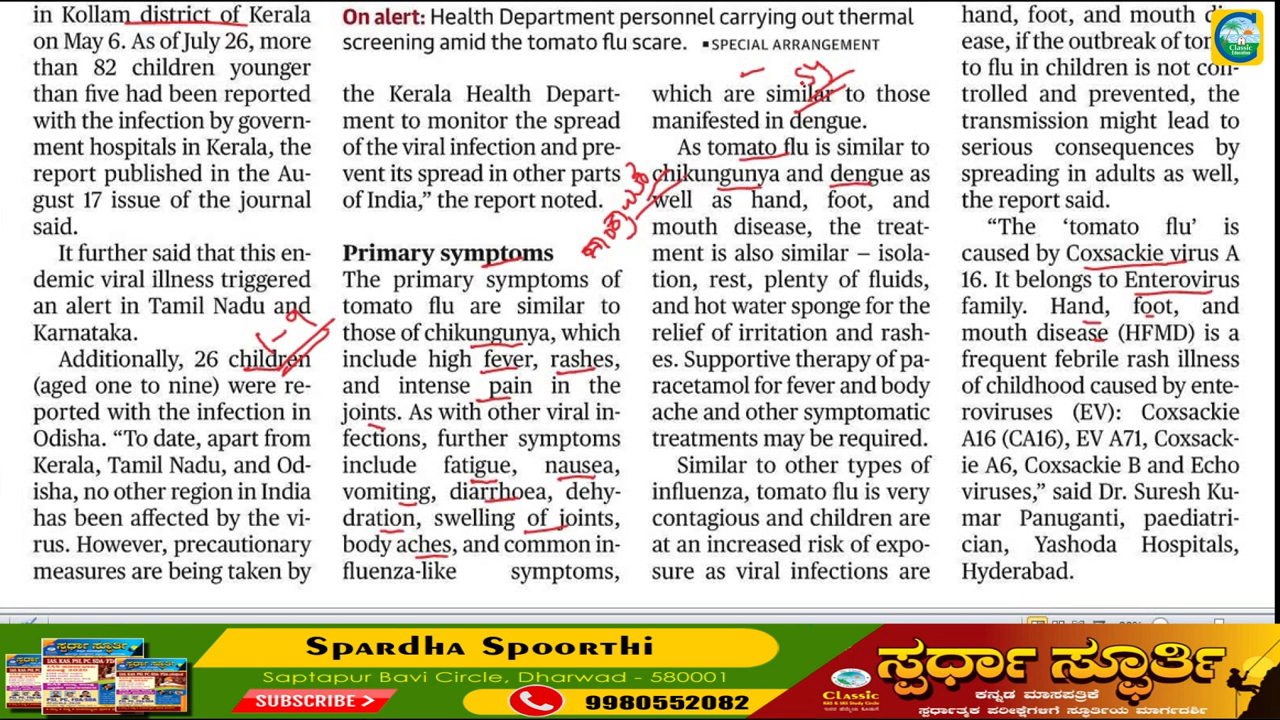 in Kollam district of Kerala
on May 6. As of July 26, more
than 82 children younger
than five had been reported
with the infection by govern-
ment hospitals in Kerala, the
report published in the Au-
gust 17 issue of the journal
said.
It further said that this en-
demic viral illness triggered
an alert in Tamil Nadu and
Karnataka.
Additionally, 26 children
(aged one to nine) were re-
ported with the infection in
Odisha. “To date, apart from
Kerala, Tamil Nadu, and Od-
isha, no other region in India
has been affected by the vi-
rus. However, precautionary
measures are being taken by
On alert: Health Department personnel carrying out thermal
screening amid the tomato flu scare. ▪SPECIAL ARRANGEMENT
the Kerala Health Depart-
ment to monitor the spread
of the viral infection and pre-
vent its spread in other parts
of India,” the report noted.
Primary symptoms
The primary symptoms of
tomato flu are similar to
those of chikungunya, which
include high fever, rashes,
and intense pain in the
joints. As with other viral in-
fections, further symptoms
include fatigue, nausea,
vomiting, diarrhoea, dehy-
dration, swelling of joints,
body aches, and common in-
fluenza-like symptoms,
which are similar to those
manifested in dengue.
As tomato flu is similar to
chikungunya and dengue as
well as hand, foot, and
mouth disease, the treat-
ment is also similar – isola-
tion, rest, plenty of fluids,
and hot water sponge for the
relief of irritation and rash-
es. Supportive therapy of pa-
racetamol for fever and body
ache and other symptomatic
treatments may be required.
Similar to other types of
influenza, tomato flu is very
contagious and children are
at an increased risk of expo-
sure as viral infections are
hand, foot, and mouth dis-
ease, if the outbreak of
to flu in children is not con-
trolled and prevented, the
transmission might lead to
serious consequences by
spreading in adults as well,
the report said.
“The ‘tomato flu’ is
caused by Coxsackie virus A
16. It belongs to Enterovirus
family. Hand, foot, and
mouth disease (HFMD) is a
frequent febrile rash illness
of childhood caused by ente-
roviruses (EV): Coxsackie
A16 (CA16), EV A71, Coxsack-
ie A6, Coxsackie B and Echo
viruses,” said Dr. Suresh Ku-
mar Panuganti, paediatri-
cian, Yashoda Hospitals,
Hyderabad.
1-9
Classic
Education
ಸ್ಪರ್ಧಾ ಸ್ಫೂರ್ತಿ
SPARDHA SPOORTHI
Saptapur Bavi Circle, Dharwad - 580001
SUBSCRIBE
9980552082
Classic
IAS & KAS Study Circle
ಸ್ಪರ್ಧಾ ಸ್ಫೂರ್ತಿ
ಕನ್ನಡ ಮಾಸಪತ್ರಿಕೆ
ಸ್ಪರ್ಧಾತ್ಮಕ ಪರೀಕ್ಷೆಗಳಿಗೆ ಸ್ಫೂರ್ತಿಯ ಮಾರ್ಗದರ್ಶಿ